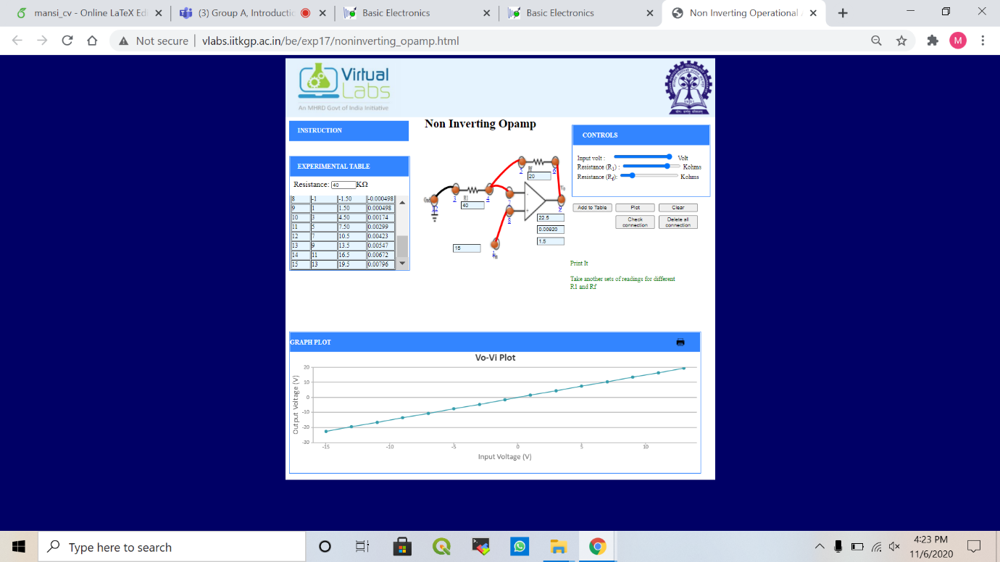 mansi_cv - Online LaTeX Ed
(3) Group A, Introductic
Basic Electronics
Basic Electronics
Non Inverting Operational
Not secure | vlabs.iitkgp.ac.in/be/exp17/noninverting_opamp.html
M
Virtual
Labs
An MHRD Govt of India Initiative
INSTRUCTION
Non Inverting Opamp
CONTROLS
Input volt : Volt
Resistance (R1) : Kohms
Resistance (Rf): Kohms
EXPERIMENTAL TABLE
Resistance: 40 KΩ
8 -1 -1.50 -0.000498
9 1 1.50 0.000498
10 3 4.50 0.00174
11 5 7.50 0.00299
12 7 10.5 0.00423
13 9 13.5 0.00547
14 11 16.5 0.00672
15 13 19.5 0.00796
Rf
20
R1
40
3
4
5
8
Vo
22.5
0.00920
1.5
15
Add to Table Plot Clear
Check connection
Delete all connection
Print It
Take another sets of readings for different
R1 and Rf
GRAPH PLOT
Vo-Vi Plot
Output Voltage (V)
20
10
0
-10
-20
-30
-15 -10 -5 0 5 10
Input Voltage (V)
Type here to search
4:23 PM
11/6/2020